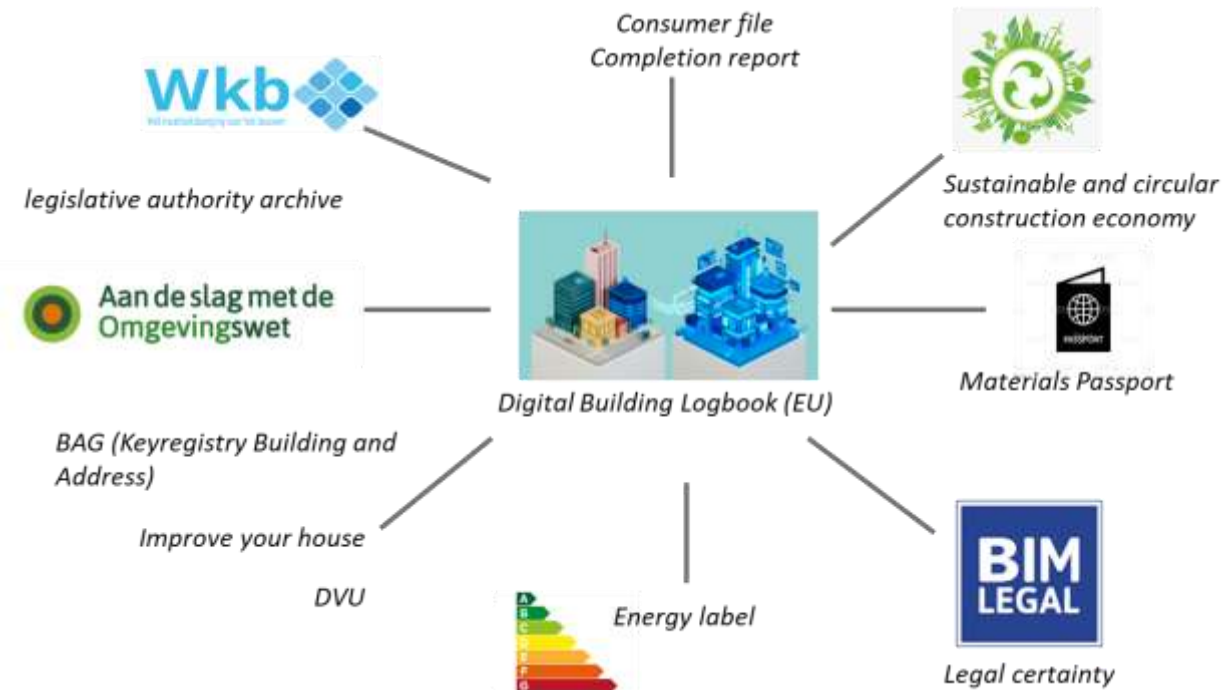 Consumer file
Completion report
Wkb
legislative authority archive
Sustainable and circular
construction economy
Aan de slag met de
Omgevingswet
PASSPORT
Materials Passport
Digital Building Logbook (EU)
BAG (Keyregistry Building and
Address)
Improve your house
DVU
A
B
C
D
E
F
G
Energy label
BIM
LEGAL
Legal certainty